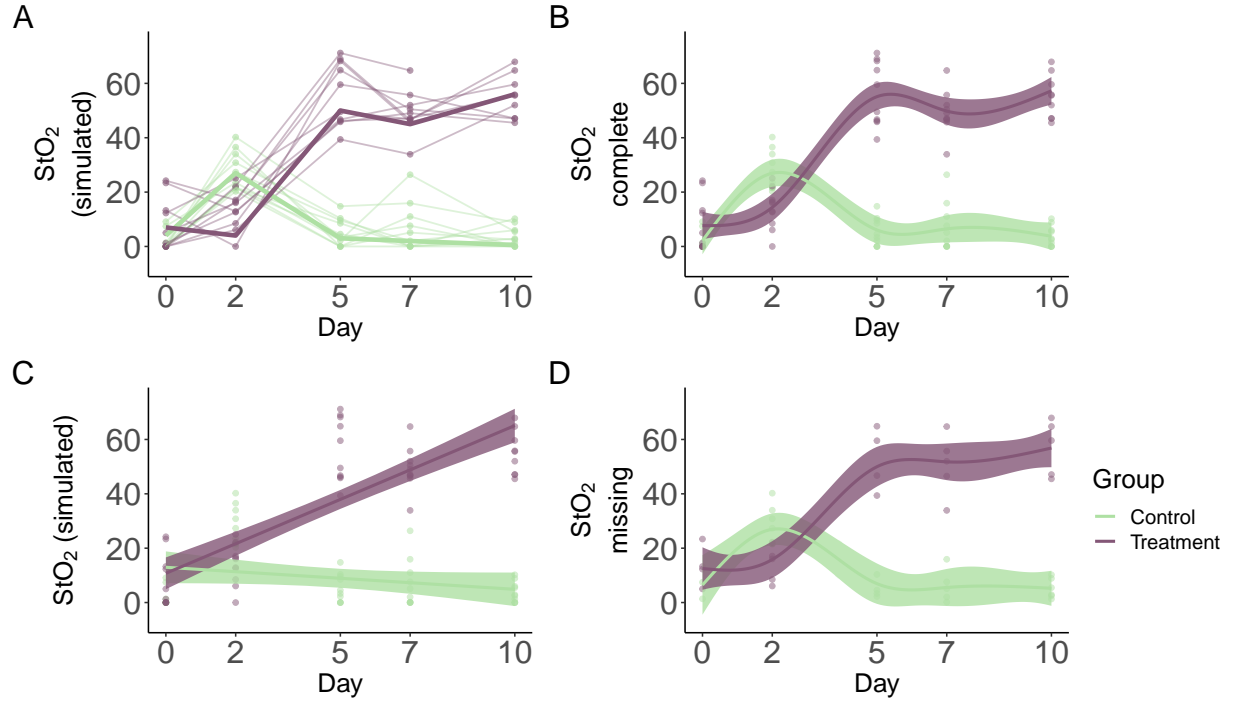 A
StO₂
(simulated)
60
40
20
0
0 2 5 7 10
Day
B
StO₂
complete
60
40
20
0
0 2 5 7 10
Day
C
StO₂ (simulated)
60
40
20
0
0 2 5 7 10
Day
D
StO₂
missing
60
40
20
0
0 2 5 7 10
Day
Group
Control
Treatment